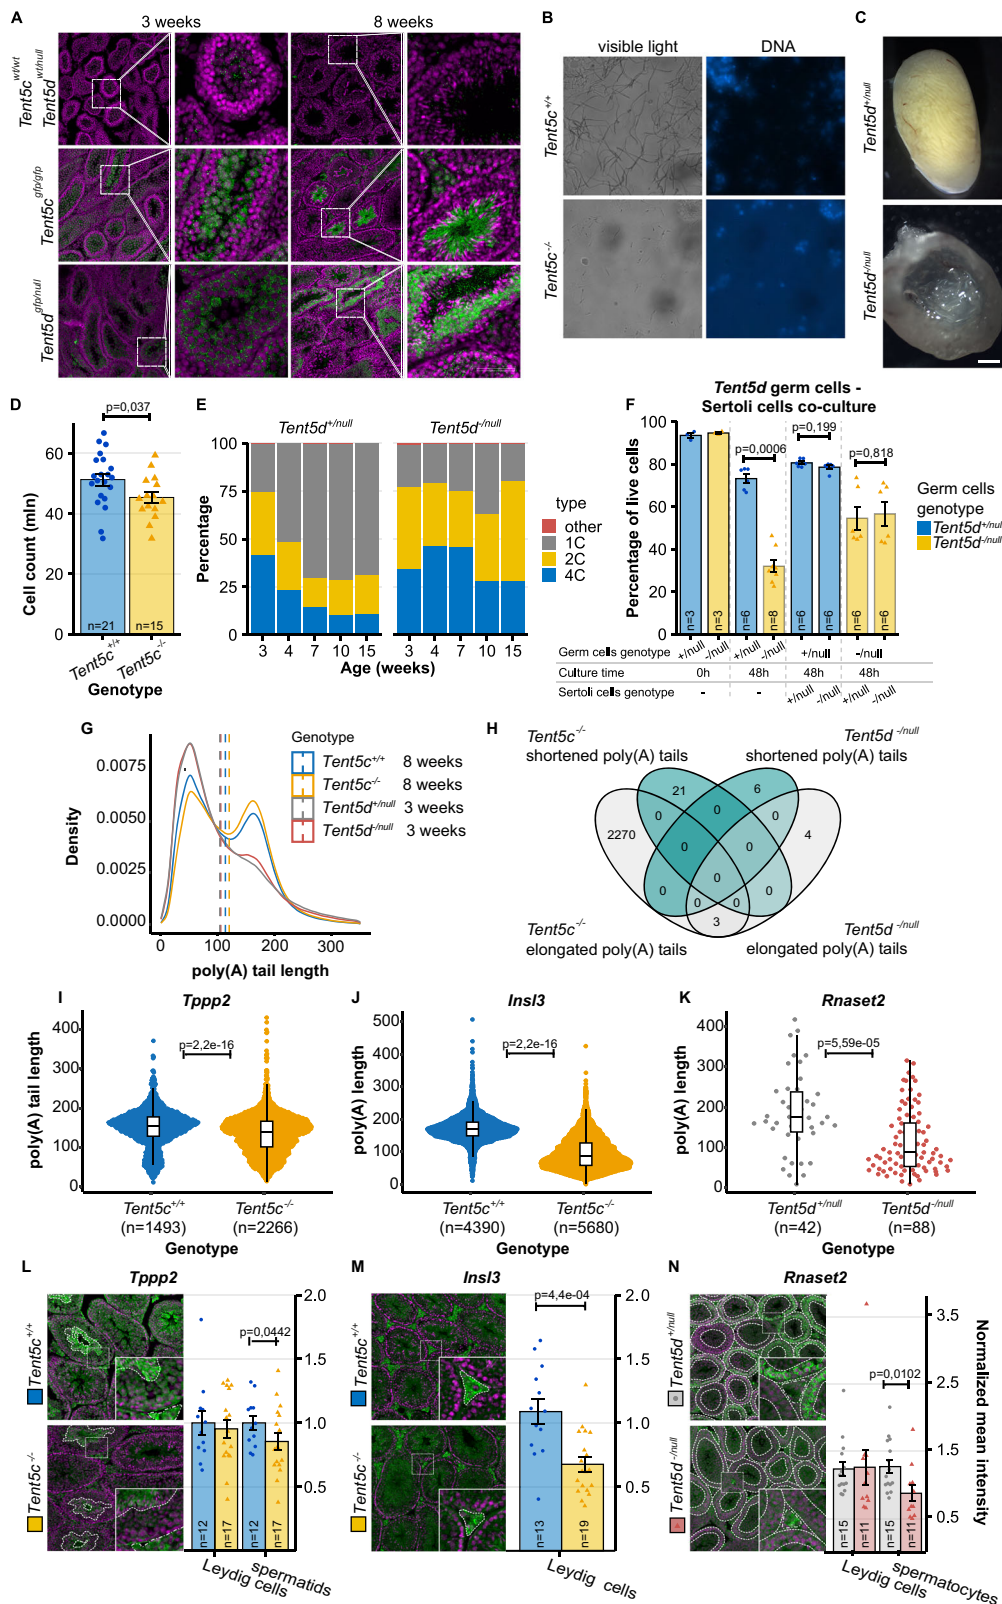 A
3 weeks
8 weeks
Tent5c wt/wt
Tent5d wt/null
Tent5c gfp/gfp
Tent5d gfp/null
B
visible light
DNA
Tent5c+/+
Tent5c-/-
C
Tent5d+/null
Tent5d-/null
D
p=0,037
Cell count (mln)
60
40
20
0
n=21
n=15
Tent5c+/+
Tent5c-/-
Genotype
E
Tent5d+/null
Tent5d-/null
Percentage
100
75
50
25
0
3 4 7 10 15
3 4 7 10 15
Age (weeks)
type
other
1C
2C
4C
F
Tent5d germ cells -
Sertoli cells co-culture
Percentage of live cells
100
80
60
40
20
0
p=0,0006
p=0,199
p=0,818
n=3
n=3
n=6
n=8
n=6
n=6
n=6
n=6
Germ cells
genotype
Tent5d+/null
Tent5d-/null
Germ cells genotype
+/null
-/null
+/null
-/null
+/null
-/null
Culture time
0h
48h
48h
48h
Sertoli cells genotype
-
-
+/null
-/null
+/null
-/null
G
Density
0.0075
0.0050
0.0025
0.0000
0
100
200
300
poly(A) tail length
Genotype
Tent5c+/+ 8 weeks
Tent5c-/- 8 weeks
Tent5d+/null 3 weeks
Tent5d-/null 3 weeks
H
Tent5c-/-
shortened poly(A) tails
Tent5d-/null
shortened poly(A) tails
21
6
0
2270
0
0
4
0
0
0
0
0
0
0
3
Tent5c-/-
elongated poly(A) tails
Tent5d-/null
elongated poly(A) tails
I
Tppp2
poly(A) tail length
400
300
200
100
0
p=2,2e-16
Tent5c+/+
(n=1493)
Tent5c-/-
(n=2266)
Genotype
J
Insl3
poly(A) length
500
400
300
200
100
0
p=2,2e-16
Tent5c+/+
(n=4390)
Tent5c-/-
(n=5680)
Genotype
K
Rnaset2
poly(A) length
400
300
200
100
0
p=5,59e-05
Tent5d+/null
(n=42)
Tent5d-/null
(n=88)
Genotype
L
Tppp2
Tent5c+/+
Tent5c-/-
p=0,0442
n=12
n=17
n=12
n=17
Leydig cells
spermatids
2.0
1.5
1.0
0.5
M
Insl3
Tent5c+/+
Tent5c-/-
p=4,4e-04
n=13
n=19
Leydig cells
N
Rnaset2
Tent5d+/null
Tent5d-/null
p=0,0102
n=15
n=11
n=15
n=11
Leydig cells
spermatocytes
3.5
2.5
1.5
0.5
Normalized mean intensity